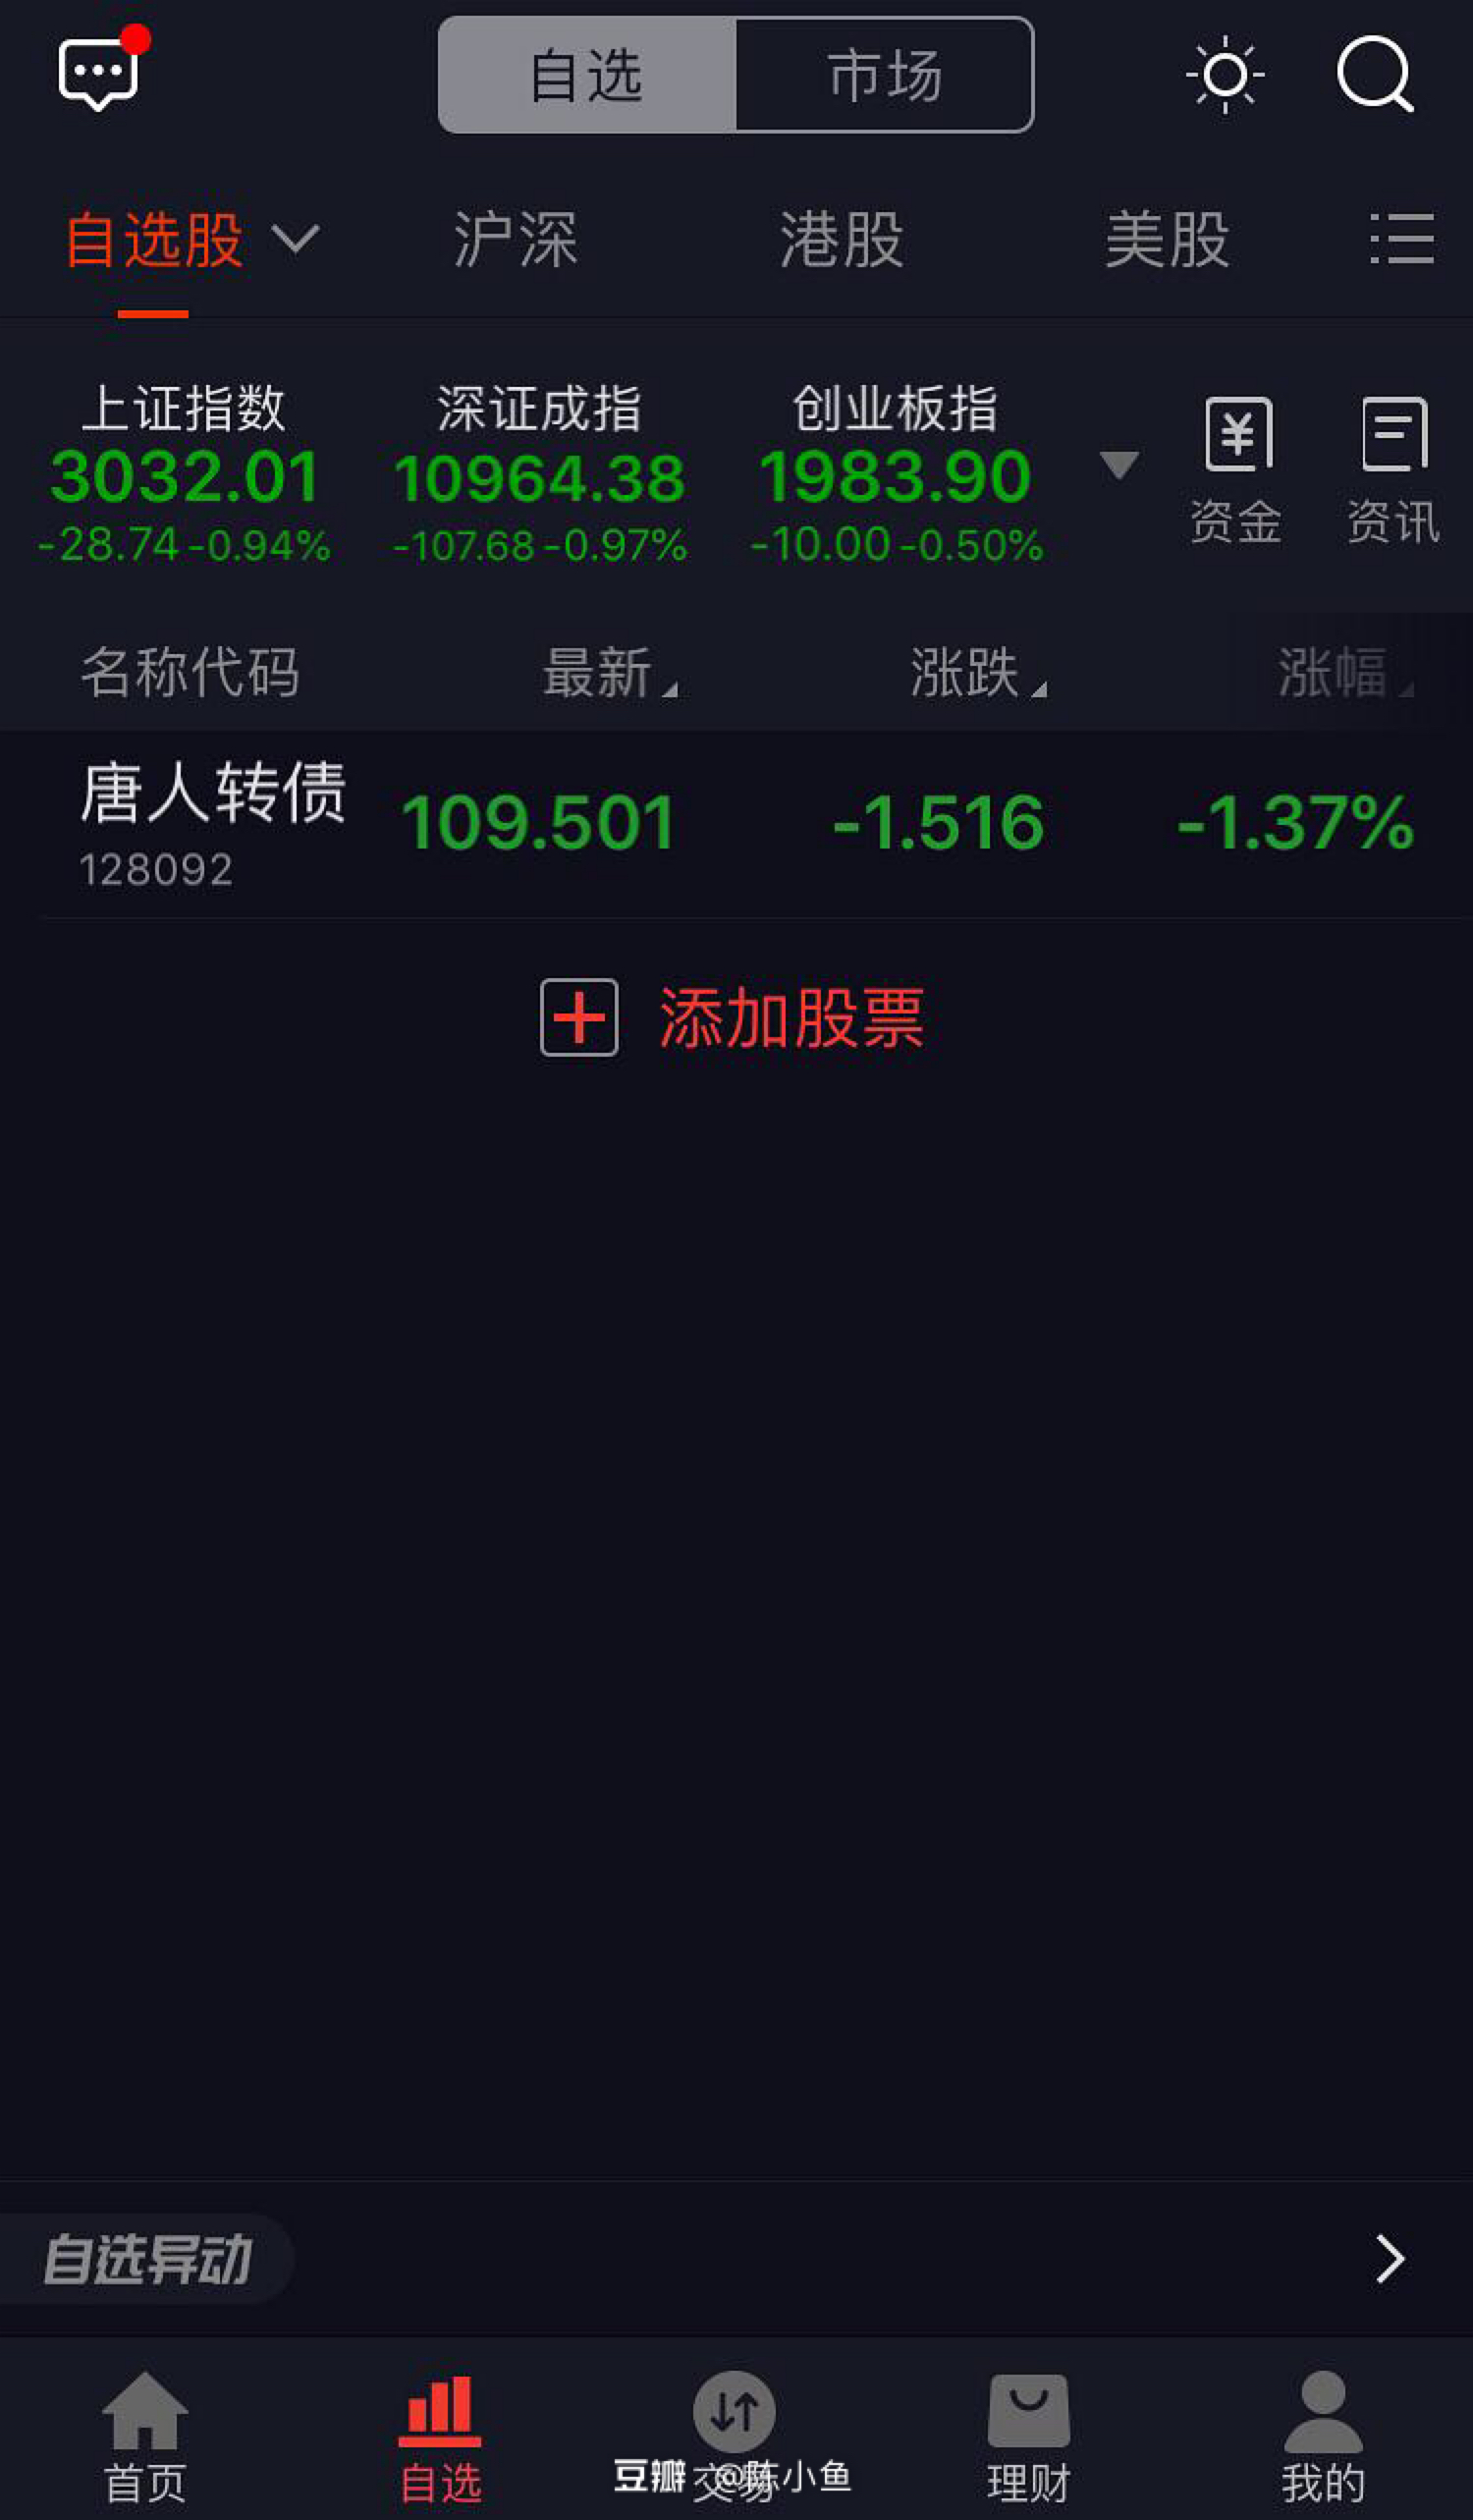 自选 市场
自选股 沪深 港股 美股
上证指数 深证成指 创业板指
3032.01 10964.38 1983.90
-28.74 -0.94% -107.68 -0.97% -10.00 -0.50%
资金 资讯
名称代码 最新 涨跌 涨幅
唐人转债 109.501 -1.516 -1.37%
128092
添加股票
自选异动
首页 自选 交易 理财 我的
豆瓣 @陈小鱼